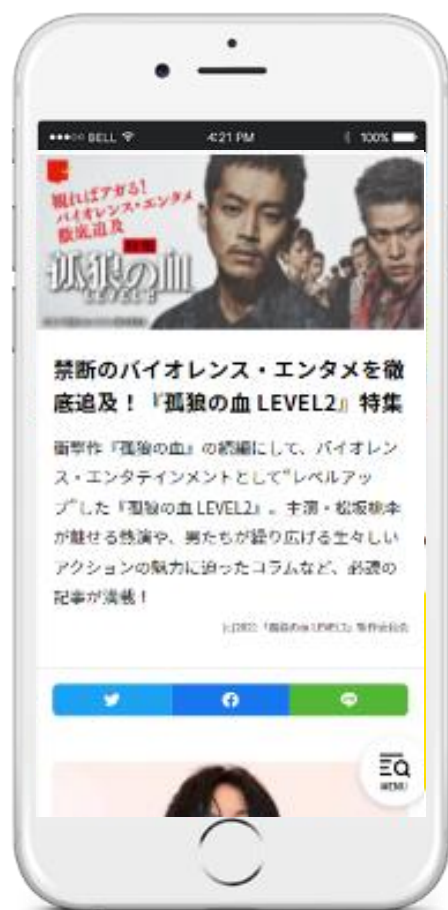 BELL
4:21 PM
100%
観ればアガる!
バイオレンス・エンタメ
徹底追及
孤狼の血
LEVEL2
禁断のバイオレンス・エンタメを徹
底追及！『孤狼の血 LEVEL2』特集
衝撃作『孤狼の血』の続編にして、バイオレン
ス・エンタテインメントとして“レベルアッ
プ”した『孤狼の血 LEVEL2』。主演・松坂桃李
が魅せる熱演や、男たちが繰り広げる生々しい
アクションの魅力に迫ったコラムなど、必読の
記事が満載！
(c)2021「孤狼の血 LEVEL2」製作委員会
MENU